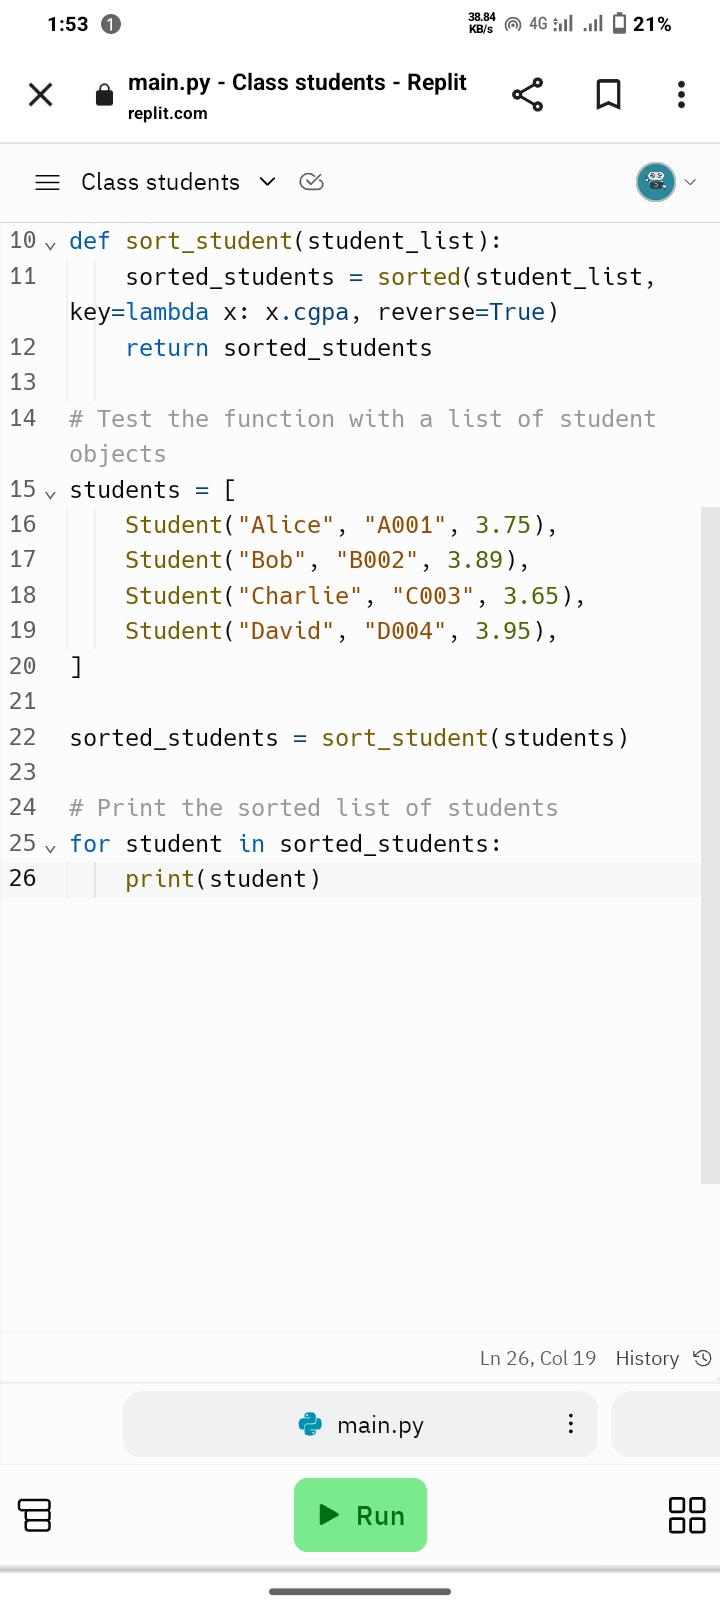 1:53 1 38.84 KB/s 4G 21%
main.py - Class students - Replit
replit.com
Class students
10 def sort_student(student_list):
11     sorted_students = sorted(student_list,
key=lambda x: x.cgpa, reverse=True)
12     return sorted_students
13
14 # Test the function with a list of student
objects
15 students = [
16     Student("Alice", "A001", 3.75),
17     Student("Bob", "B002", 3.89),
18     Student("Charlie", "C003", 3.65),
19     Student("David", "D004", 3.95),
20 ]
21
22 sorted_students = sort_student(students)
23
24 # Print the sorted list of students
25 for student in sorted_students:
26     print(student)
Ln 26, Col 19 History
main.py
Run